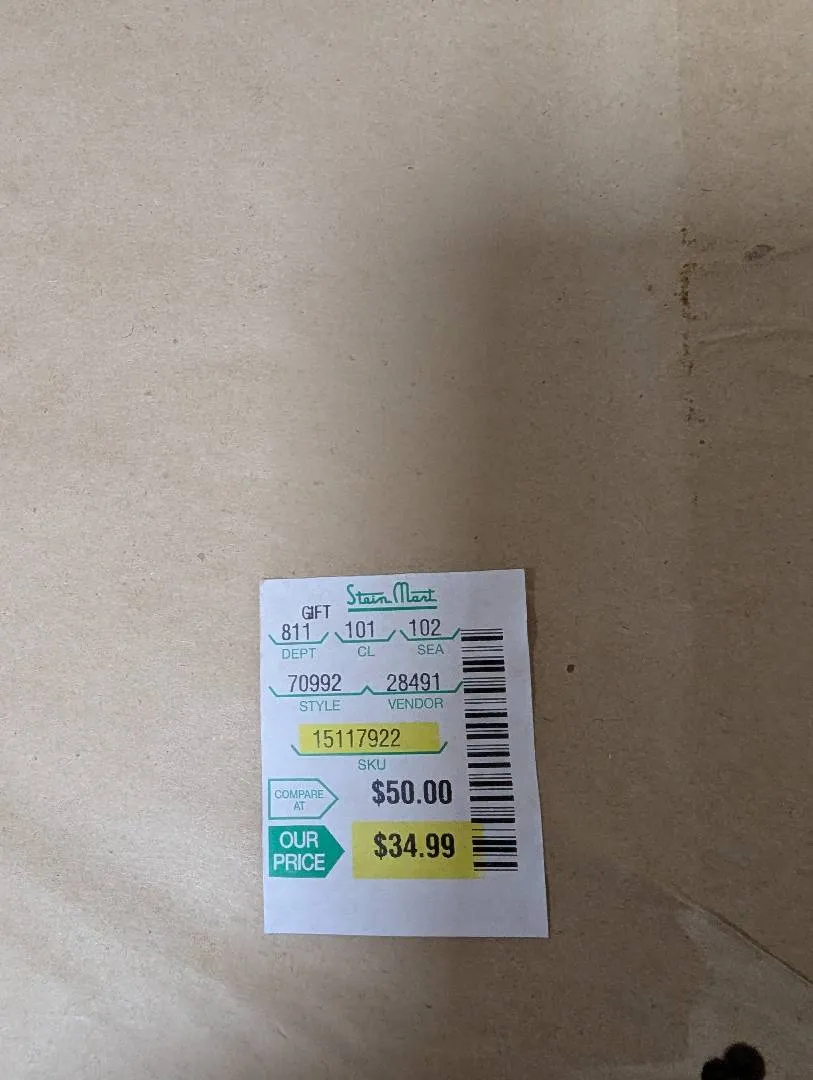 Stein Mart
GIFT
811 101 102
DEPT CL SEA
70992 28491
STYLE VENDOR
15117922
SKU
COMPARE AT $50.00
OUR PRICE $34.99